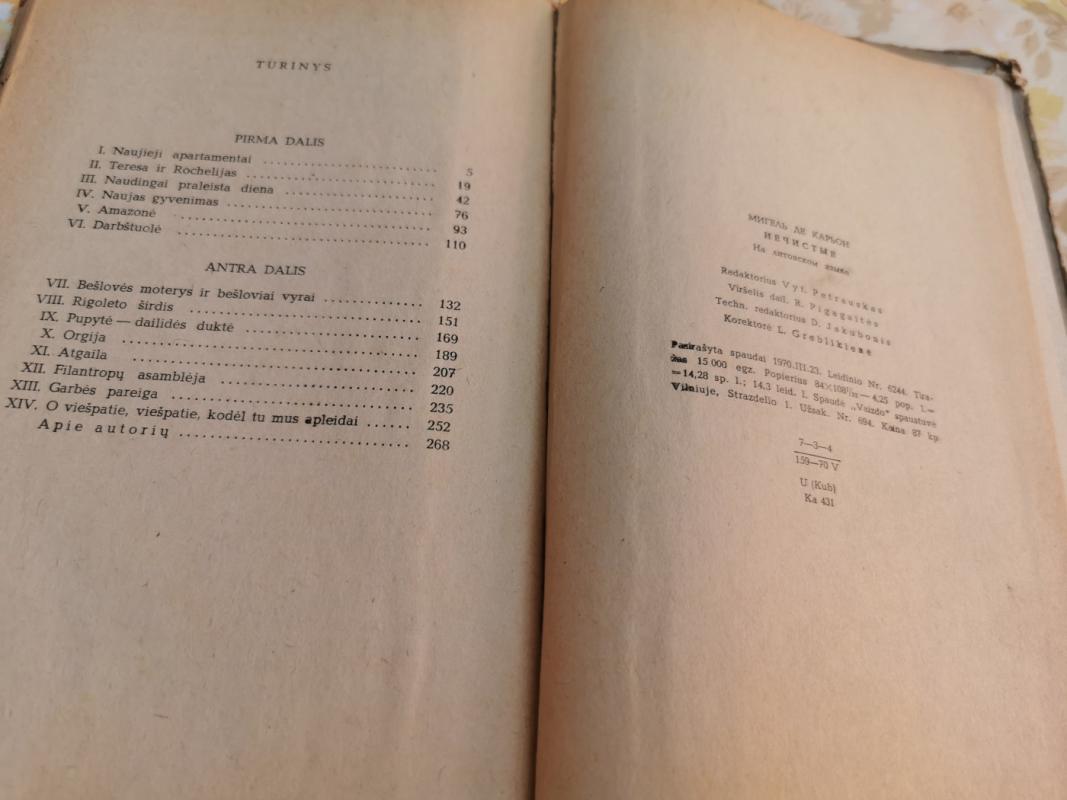 TURINYS
PIRMA DALIS
I. Naujieji apartamentai 5
II. Teresa ir Rochelijas 19
III. Naudingai praleista diena 42
IV. Naujas gyvenimas 76
V. Amazonė 93
VI. Darbštuolė 110
ANTRA DALIS
VII. Bešlovės moterys ir bešloviai vyrai 132
VIII. Rigoleto širdis 151
IX. Pupytė — dailidės duktė 169
X. Orgija 189
XI. Atgaila 207
XII. Filantropų asamblėja 220
XIII. Garbės pareiga 235
XIV. O viešpatie, viešpatie, kodėl tu mus apleidai 252
Apie autorių 268
МИГЕЛЬ ДЕ КАРЬОН
НЕЧИСТЫЕ
На литовском языке
Redaktorius Vyt. Petrauskas
Viršelis dail. R. Pigagaitės
Techn. redaktorius D. Jakubonis
Korektorė L. Greblikienė
Pasirašyta spaudai 1970.III.23. Leidinio Nr. 6244. Tira-
žas 15 000 egz. Popierius 84×108¹/₃₂ — 4,25 pop. l. =
= 14,28 sp. l.; 14,3 leid. l. Spaudė „Vaizdo“ spaustuvė
Vilniuje, Strazdelio 1. Užsak. Nr. 694. Kaina 87 kp.
7—3—4
159—70 V
U (Kub)
Ka 431